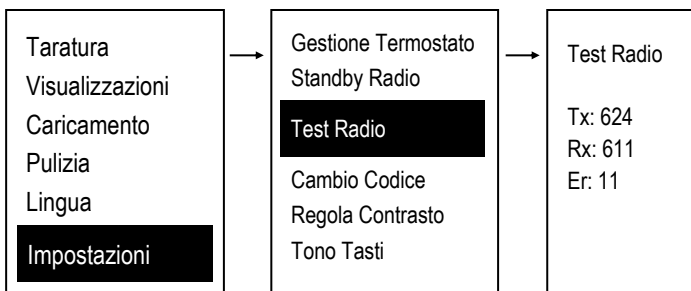 Taratura
Visualizzazioni
Caricamento
Pulizia
Lingua
Impostazioni
Gestione Termostato
Standby Radio
Test Radio
Cambio Codice
Regola Contrasto
Tono Tasti
Test Radio
Tx: 624
Rx: 611
Er: 11